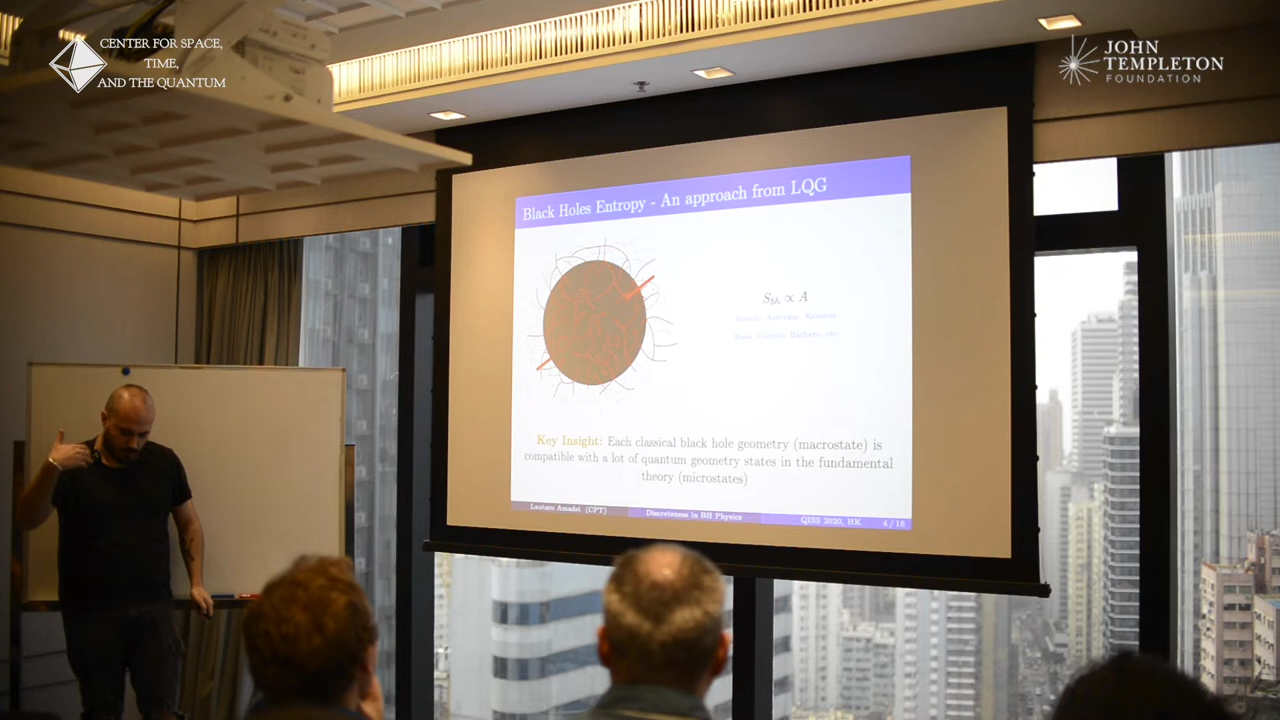 CENTER FOR SPACE,
TIME,
AND THE QUANTUM
JOHN
TEMPLETON
FOUNDATION
Black Holes Entropy - An approach from LQG
S_bh ∝ A
Key Insight: Each classical black hole geometry (macrostate) is
compatible with a lot of quantum geometry states in the fundamental
theory (microstates)
Lautaro Amadei (CPT)
Discreteness in BH Physics
QISS 2020, HK
4 / 16